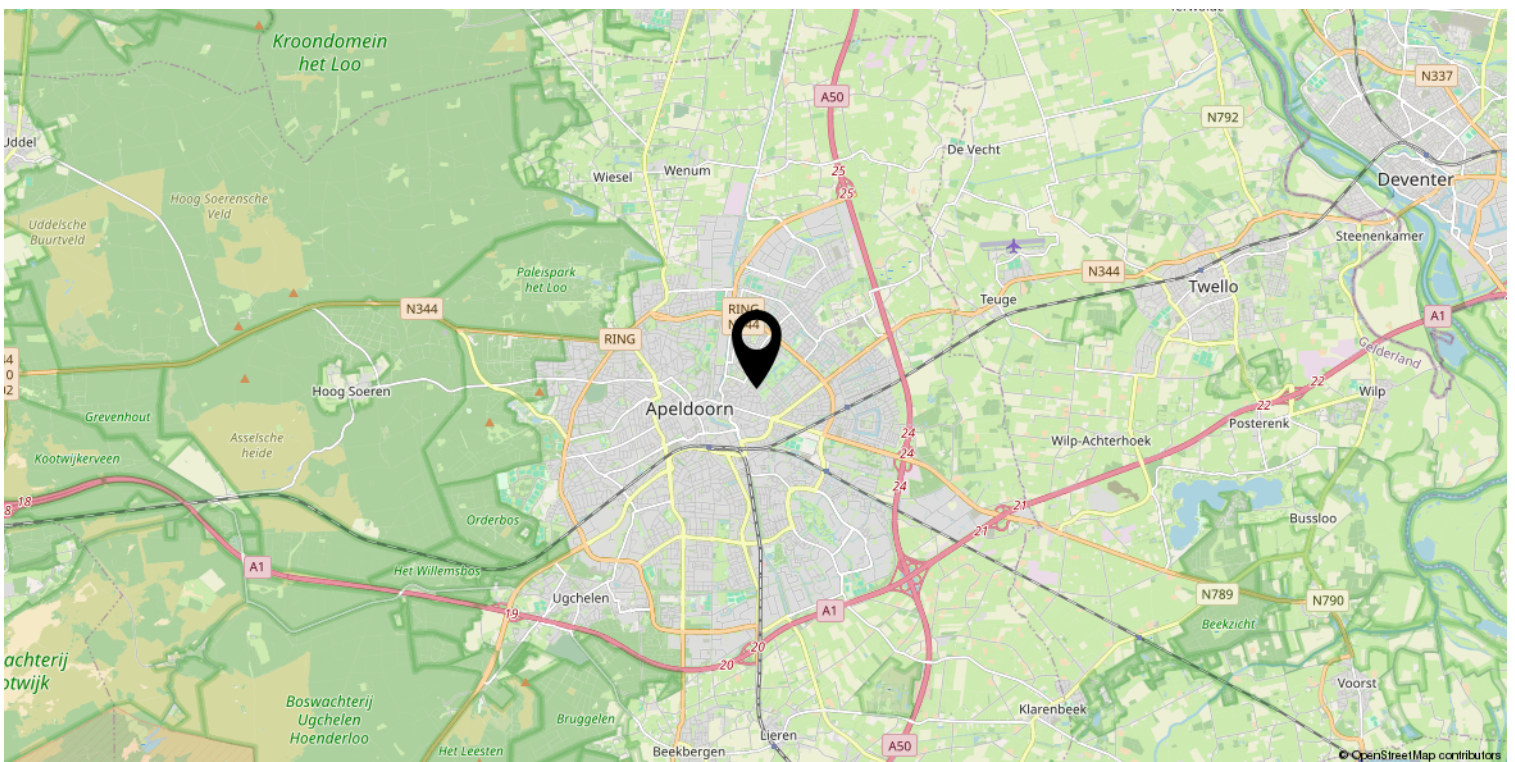 Terwolde
Kroondomein
het Loo
N337
A50
N792
Uddel
De Vecht
Wenum
Wiesel
25
25
Deventer
Hoog Soerensche
Veld
Uddelsche
Buurtveld
Steenenkamer
Paleispark
het Loo
N344
Twello
Teuge
N344
RING
A1
RING
Gelderland
22
Hoog Soeren
Wilp
22
Grevenhout
Apeldoorn
Posterenk
24
Asselsche
heide
Wilp-Achterhoek
24
Kootwijkerveen
24
18
21
Orderbos
Bussloo
21
A1
Het Willemsbos
N789
N790
Ugchelen
19
A1
Beekzicht
20
20
achterij
otwijk
Voorst
Boswachterij
Ugchelen
Hoenderloo
Klarenbeek
Bruggelen
Lieren
A50
Het Leesten
Beekbergen
© OpenStreetMap contributors